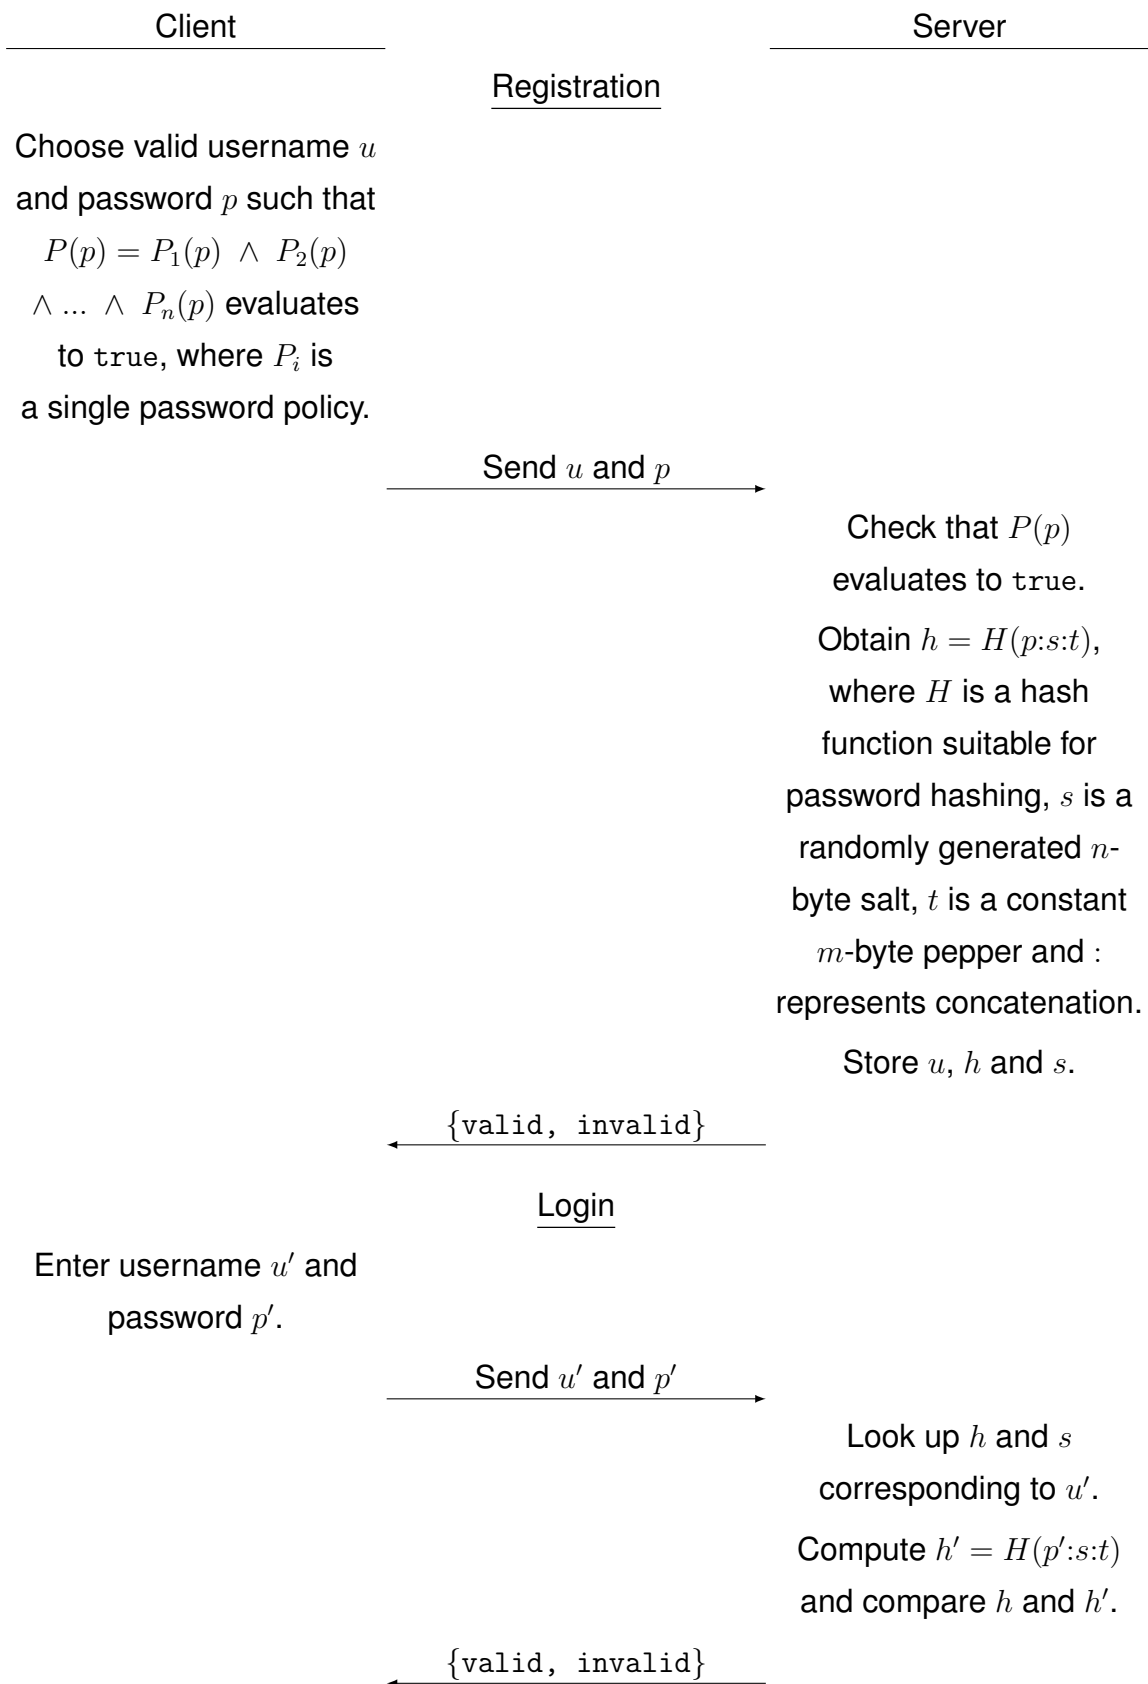 Client
Server
Registration
Choose valid username u
and password p such that
P(p) = P₁(p) ∧ P₂(p)
∧ ... ∧ Pₙ(p) evaluates
to true, where Pᵢ is
a single password policy.
Send u and p
Check that P(p)
evaluates to true.
Obtain h = H(p:s:t),
where H is a hash
function suitable for
password hashing, s is a
randomly generated n-
byte salt, t is a constant
m-byte pepper and :
represents concatenation.
Store u, h and s.
{valid, invalid}
Login
Enter username u′ and
password p′.
Send u′ and p′
Look up h and s
corresponding to u′.
Compute h′ = H(p′:s:t)
and compare h and h′.
{valid, invalid}